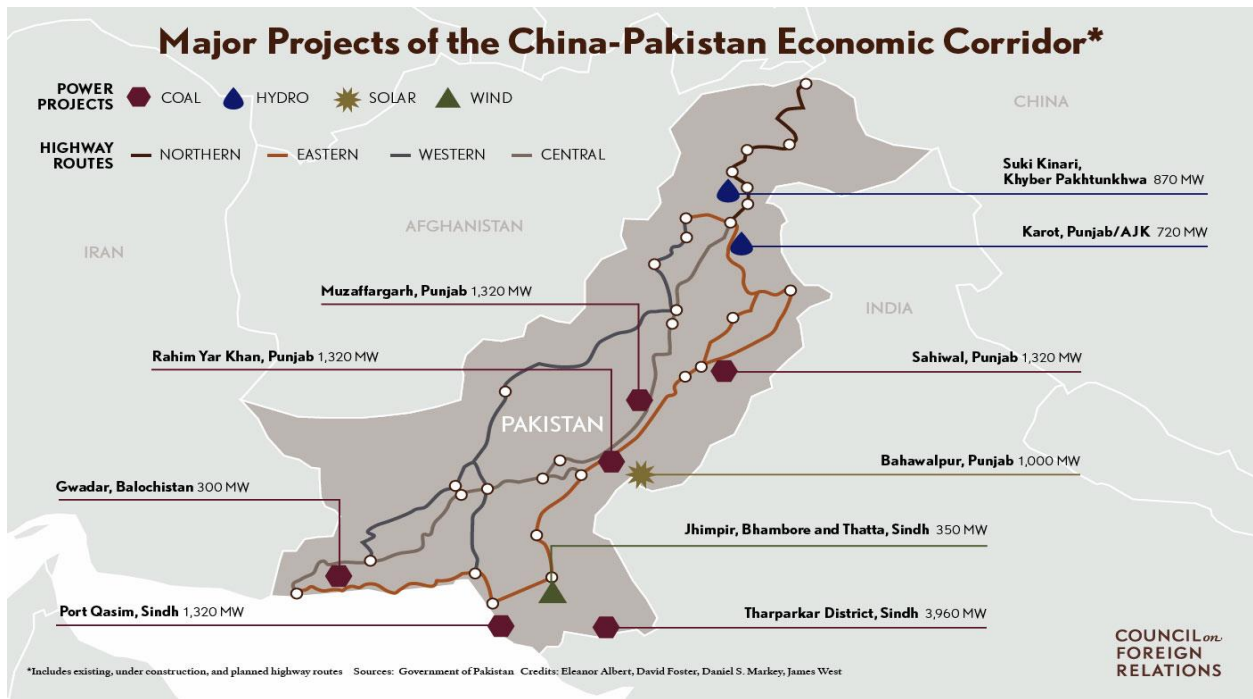 Major Projects of the China-Pakistan Economic Corridor*
POWER
PROJECTS
COAL HYDRO SOLAR WIND
HIGHWAY
ROUTES
NORTHERN EASTERN WESTERN CENTRAL
CHINA
Suki Kinari,
Khyber Pakhtunkhwa 870 MW
AFGHANISTAN
Karot, Punjab/AJK 720 MW
IRAN
Muzaffargarh, Punjab 1,320 MW
INDIA
Rahim Yar Khan, Punjab 1,320 MW
Sahiwal, Punjab 1,320 MW
PAKISTAN
Bahawalpur, Punjab 1,000 MW
Gwadar, Balochistan 300 MW
Jhimpir, Bhambore and Thatta, Sindh 350 MW
Port Qasim, Sindh 1,320 MW
Tharparkar District, Sindh 3,960 MW
COUNCIL on
FOREIGN
RELATIONS
*Includes existing, under construction, and planned highway routes Sources: Government of Pakistan Credits: Eleanor Albert, David Foster, Daniel S. Markey, James West